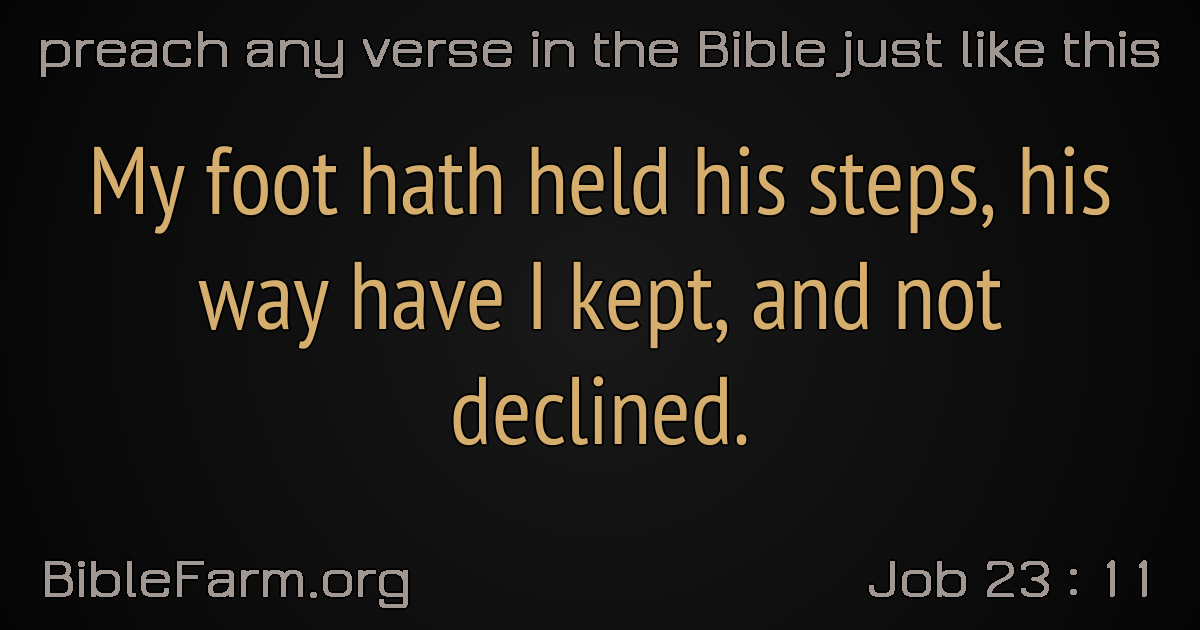 preach any verse in the Bible just like this
My foot hath held his steps, his
way have I kept, and not
declined.
BibleFarm.org
Job 23 : 11